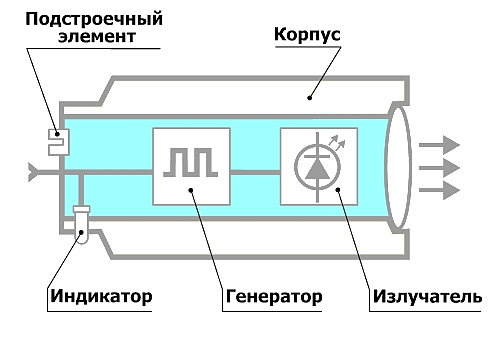 Подстроечный
элемент
Корпус
Индикатор
Генератор
Излучатель